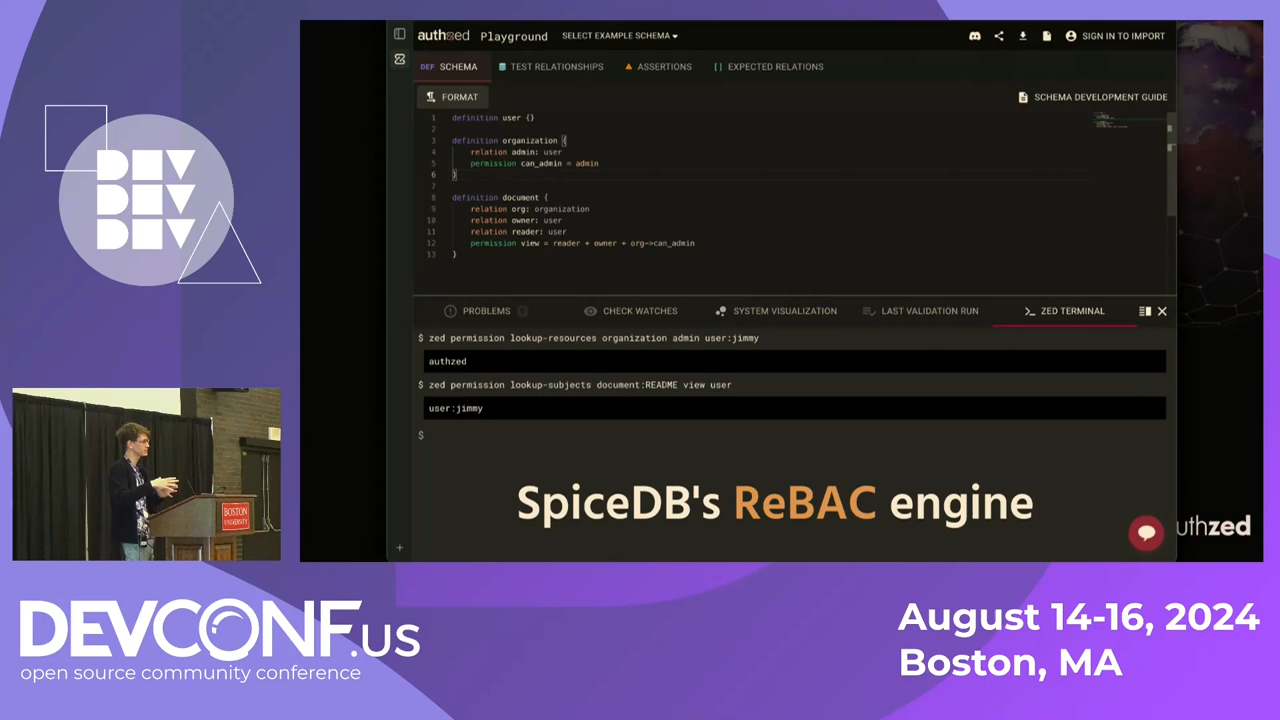 DEV
DEV
DEV
authzed Playground SELECT EXAMPLE SCHEMA SIGN IN TO IMPORT
DEF SCHEMA TEST RELATIONSHIPS ASSERTIONS [ ] EXPECTED RELATIONS
FORMAT SCHEMA DEVELOPMENT GUIDE
1 definition user {}
2
3 definition organization {
4 relation admin: user
5 permission can_admin = admin
6 }
7
8 definition document {
9 relation org: organization
10 relation owner: user
11 relation reader: user
12 permission view = reader + owner + org->can_admin
13 }
PROBLEMS CHECK WATCHES SYSTEM VISUALIZATION LAST VALIDATION RUN >_ ZED TERMINAL
$ zed permission lookup-resources organization admin user:jimmy
authzed
$ zed permission lookup-subjects document:README view user
user:jimmy
$
SpiceDB's ReBAC engine
uthzed
BOSTON
UNIVERSITY
DEVCONF.us
open source community conference
August 14-16, 2024
Boston, MA